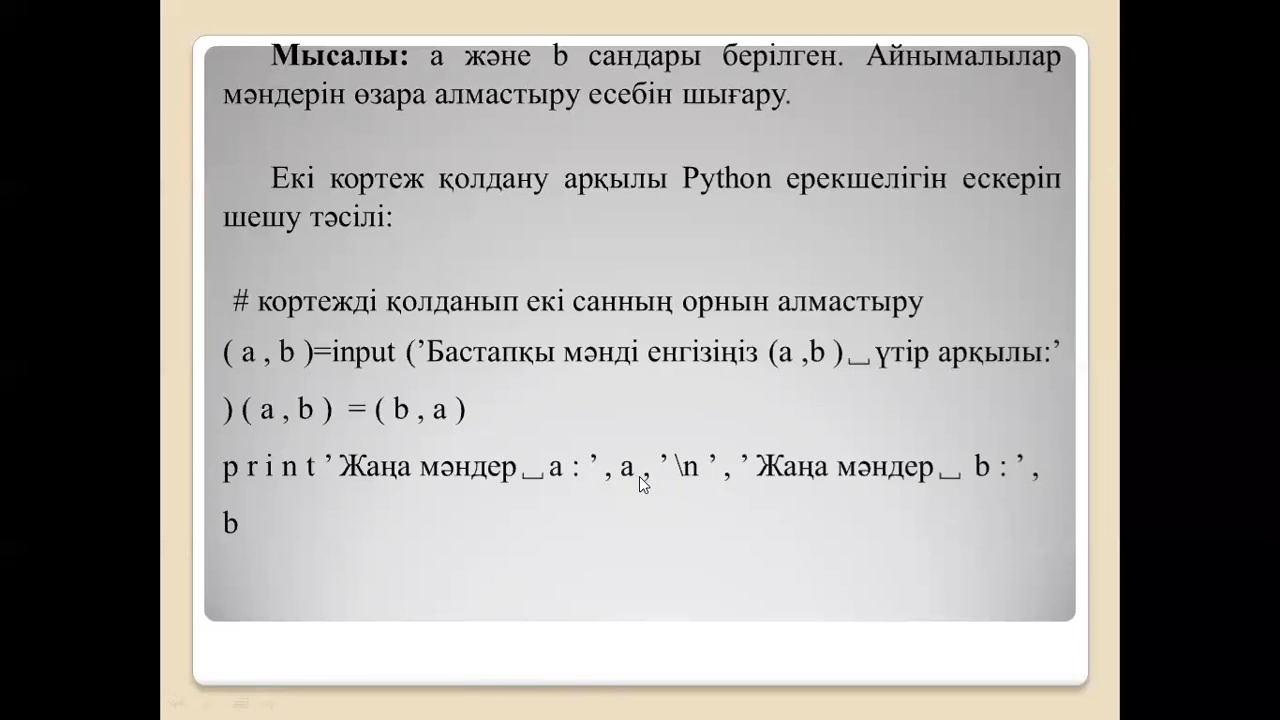 Мысалы: a және b сандары берілген. Айнымалылар
мәндерін өзара алмастыру есебін шығару.
Екі кортеж қолдану арқылы Python ерекшелігін ескеріп
шешу тәсілі:
# кортежді қолданып екі санның орнын алмастыру
( a , b )=input (’Бастапқы мәнді енгізіңіз (a ,b )⎵үтір арқылы:’
) ( a , b )  = ( b , a )
p r i n t ’ Жаңа мәндер⎵a : ’ , a , ’ \n ’ , ’ Жаңа мәндер⎵ b : ’ ,
b